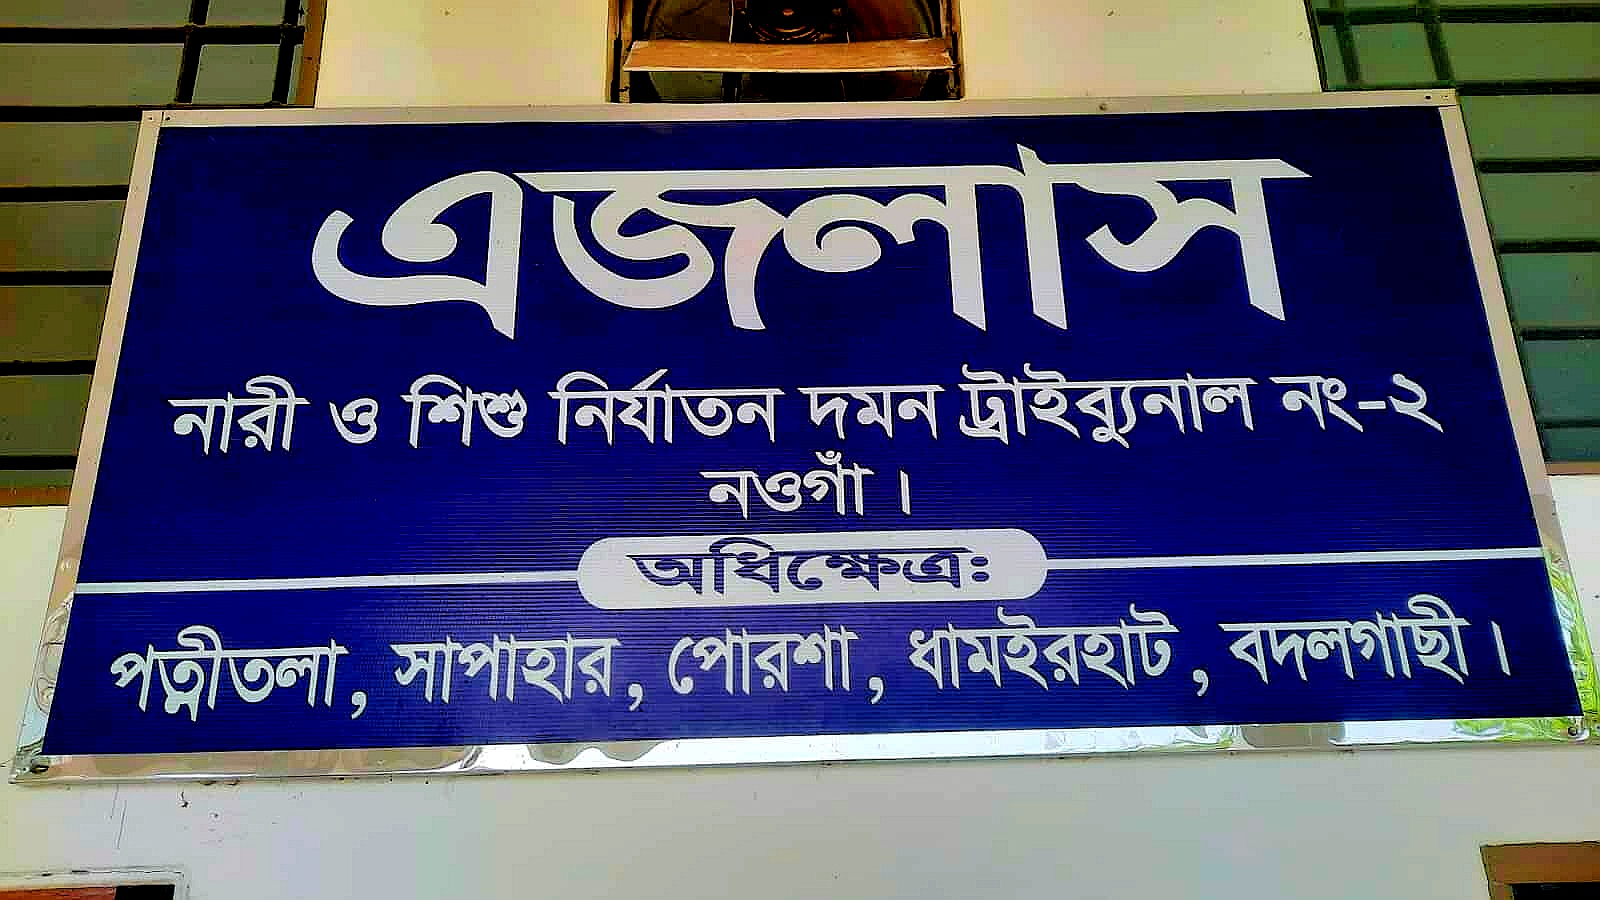 এজলাস
নারী ও শিশু নির্যাতন দমন ট্রাইব্যুনাল নং-২
নওগাঁ।
অধিক্ষেত্রঃ
পত্নীতলা, সাপাহার, পোরশা, ধামইরহাট, বদলগাছী।